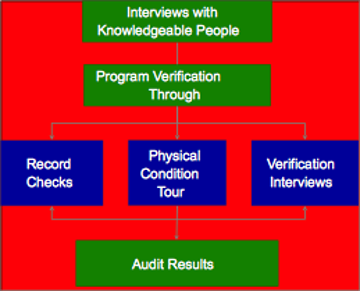 Interviews with
Knowledgeable People
Program Verification
Through
Record
Checks
Physical
Condition
Tour
Verification
Interviews
Audit Results